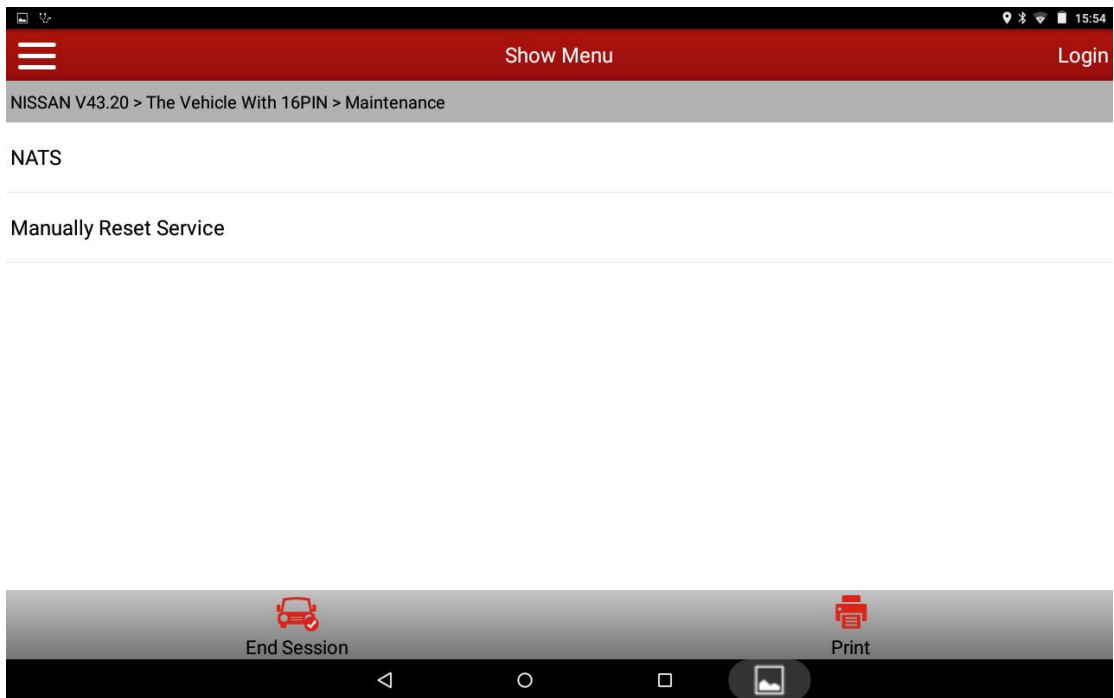 15:54
Show Menu
Login
NISSAN V43.20 > The Vehicle With 16PIN > Maintenance
NATS
Manually Reset Service
End Session
Print